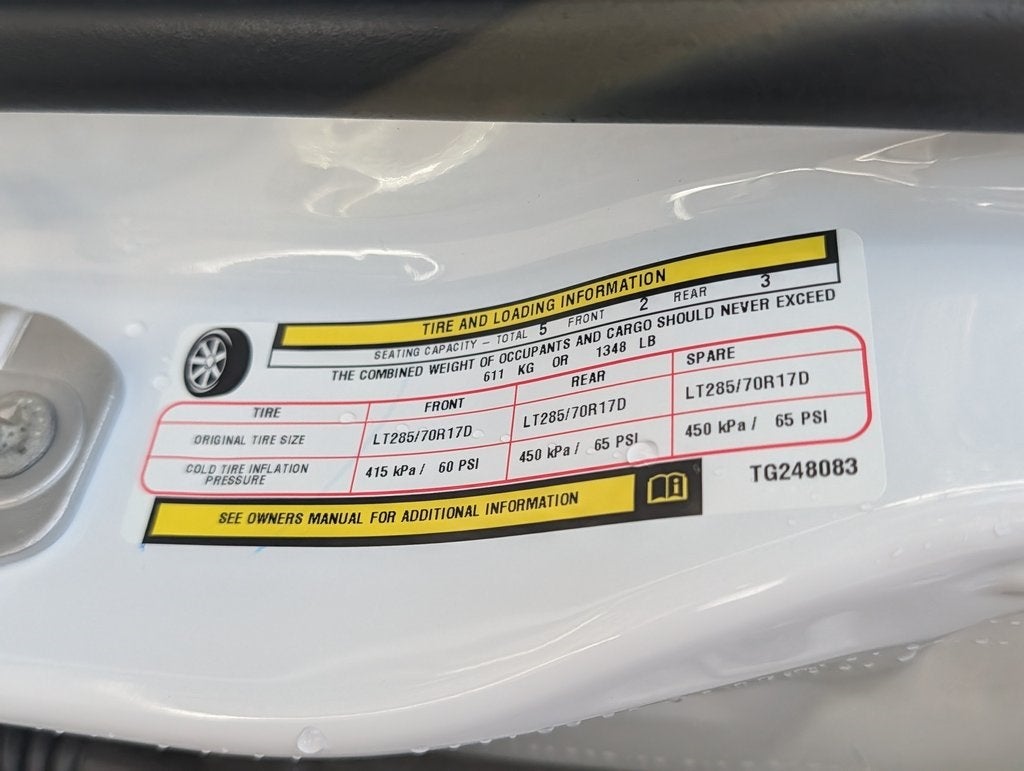 TIRE AND LOADING INFORMATION
SEATING CAPACITY – TOTAL 5 FRONT 2 REAR 3
THE COMBINED WEIGHT OF OCCUPANTS AND CARGO SHOULD NEVER EXCEED
611 KG OR 1348 LB
TIRE FRONT REAR SPARE
ORIGINAL TIRE SIZE LT285/70R17D LT285/70R17D LT285/70R17D
COLD TIRE INFLATION PRESSURE 415 kPa / 60 PSI 450 kPa / 65 PSI 450 kPa / 65 PSI
SEE OWNERS MANUAL FOR ADDITIONAL INFORMATION
TG248083